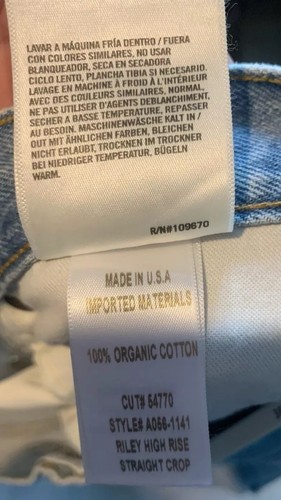 LAVAR A MÁQUINA FRÍA DENTRO / FUERA
CON COLORES SIMILARES, NO USAR
BLANQUEADOR, SECA EN SECADORA
CICLO LENTO, PLANCHA TIBIA SI NECESARIO.
LAVAGE EN MACHINE À FROID À L'INTÉRIEUR
AVEC DES COULEURS SIMILAIRES, NORMAL,
NE PAS UTILISER D'AGENTS DEBLANCHIMENT,
SECHER A BASSE TEMPERATURE, REPASSER
AU BESOIN. MASCHINENWÄSCHE KALT IN /
OUT MIT ÄHNLICHEN FARBEN, BLEICHEN
NICHT ERLAUBT, TROCKNEN IM TROCKNER
BEI NIEDRIGER TEMPERATUR, BÜGELN
WARM.
R/N#109670
MADE IN U.S.A
IMPORTED MATERIALS
100% ORGANIC COTTON
CUT# 54770
STYLE# A056-1141
RILEY HIGH RISE
STRAIGHT CROP